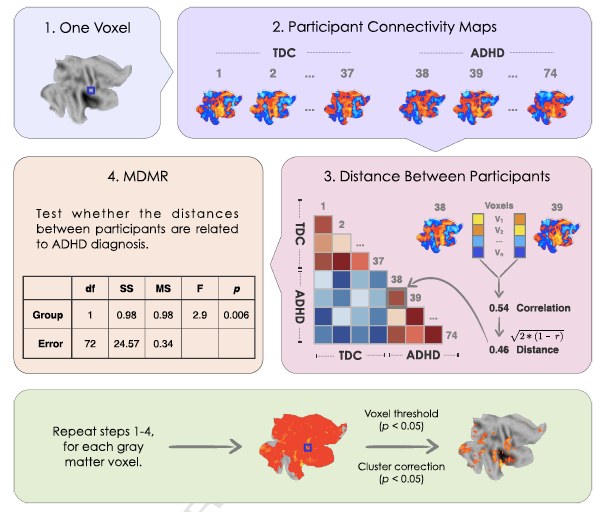 1. One Voxel
2. Participant Connectivity Maps
TDC
ADHD
1 2 ... 37 38 39 ... 74
... ...
4. MDMR
Test whether the distances
between participants are related
to ADHD diagnosis.
df SS MS F p
Group 1 0.98 0.98 2.9 0.006
Error 72 24.57 0.34
3. Distance Between Participants
TDC
ADHD
1
2
...
37
38
39
...
74
TDC ADHD
38
Voxels
39
V1
V2
...
Vn
0.54 Correlation
√2*(1 - r)
0.46 Distance
Repeat steps 1-4,
for each gray
matter voxel.
Voxel threshold
(p < 0.05)
Cluster correction
(p < 0.05)